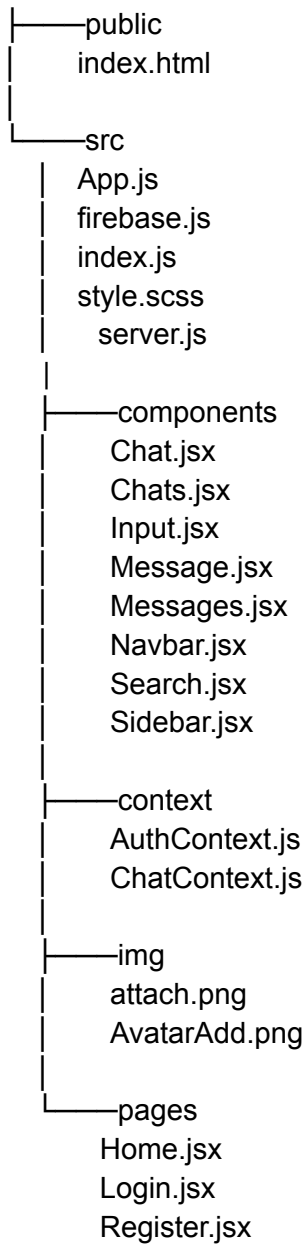 ├───public
│ index.html
│
│
└───src
│ App.js
│ firebase.js
│ index.js
│ style.scss
│ server.js
│
├───components
│ Chat.jsx
│ Chats.jsx
│ Input.jsx
│ Message.jsx
│ Messages.jsx
│ Navbar.jsx
│ Search.jsx
│ Sidebar.jsx
│
├───context
│ AuthContext.js
│ ChatContext.js
│
├───img
│ attach.png
│ AvatarAdd.png
│
└───pages
Home.jsx
Login.jsx
Register.jsx